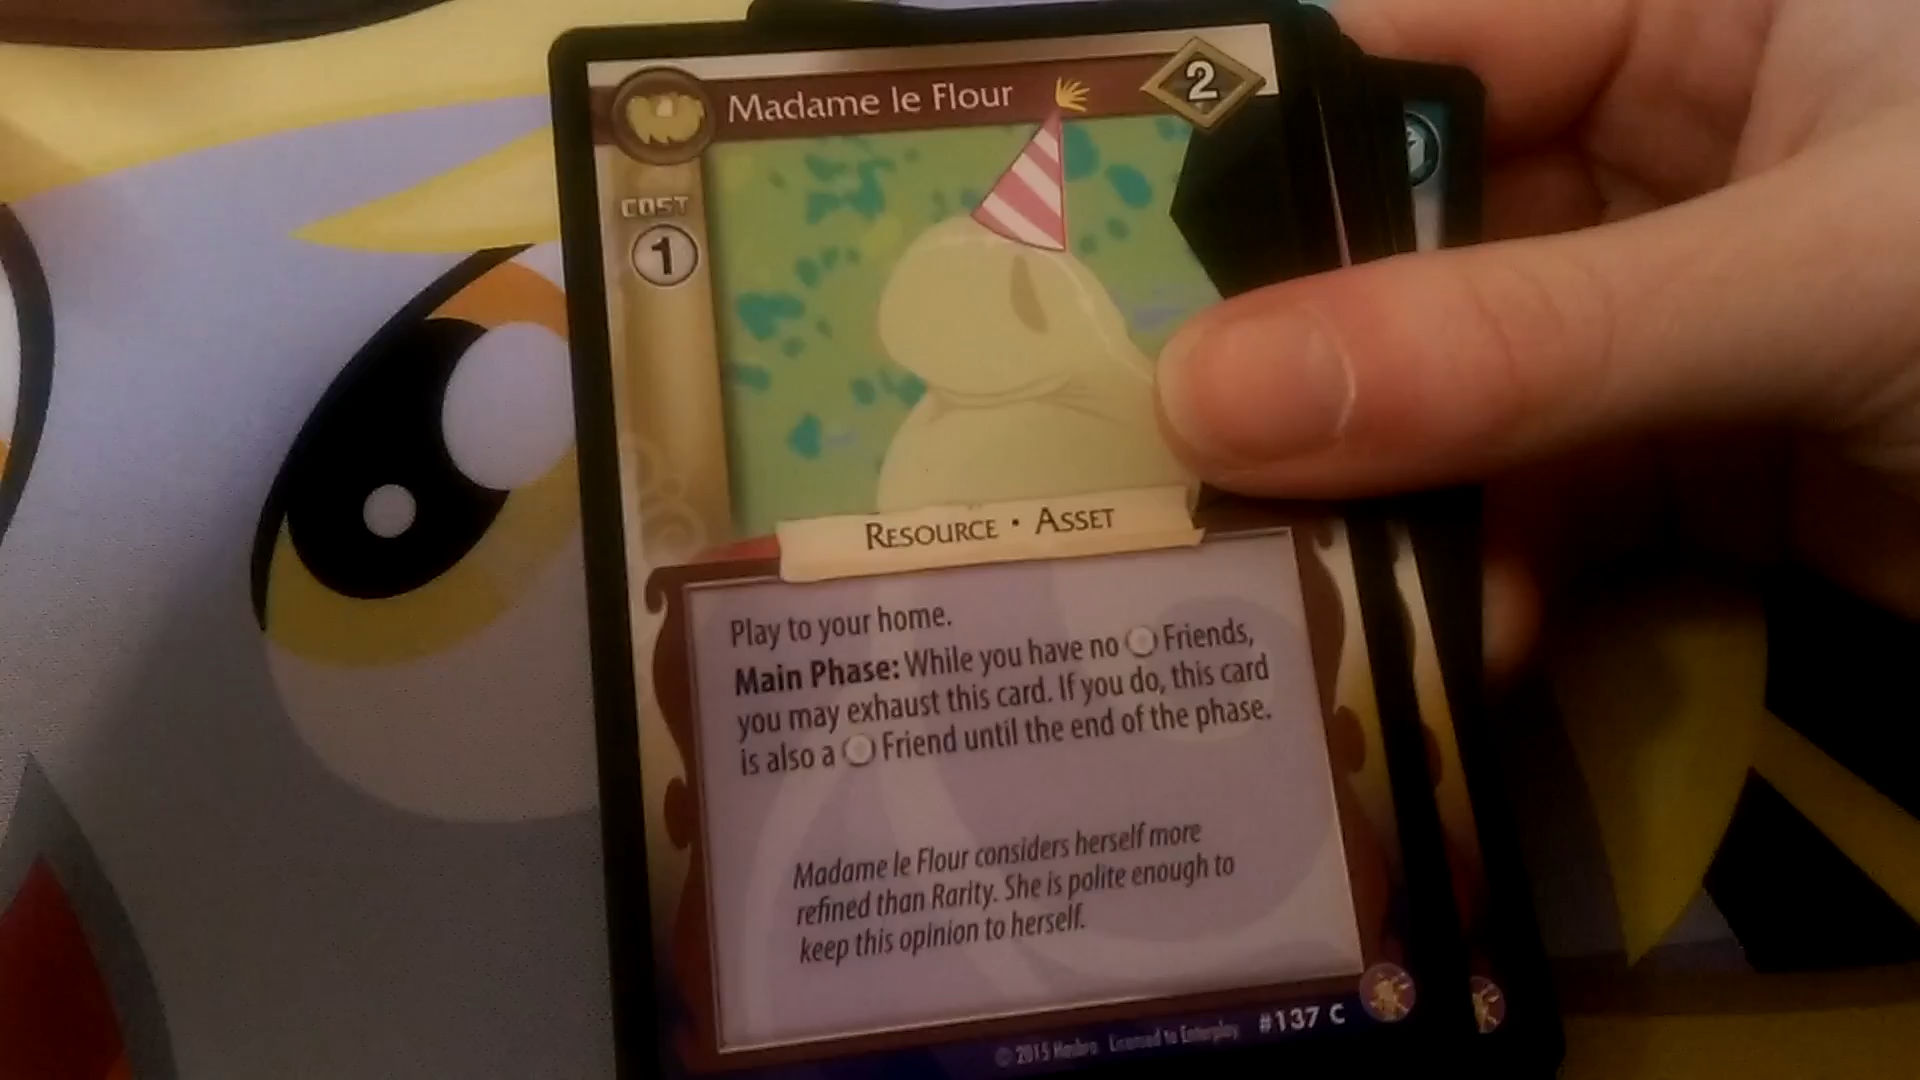 Madame le Flour
2
COST
1
RESOURCE • ASSET
Play to your home.
Main Phase: While you have no Friends,
you may exhaust this card. If you do, this card
is also a Friend until the end of the phase.
Madame le Flour considers herself more
refined than Rarity. She is polite enough to
keep this opinion to herself.
© 2015 Hasbro Licensed to Enterplay #137 C